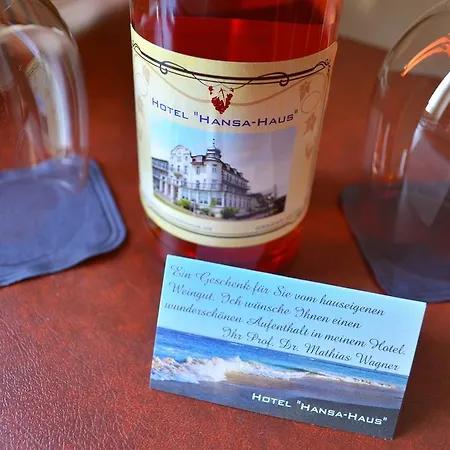 HOTEL "HANSA-HAUS"
Ein Geschenk für Sie vom hauseigenen
Weingut. Ich wünsche Ihnen einen
wunderschönen Aufenthalt in meinem Hotel.
Ihr Prof. Dr. Mathias Wagner
HOTEL "HANSA-HAUS"